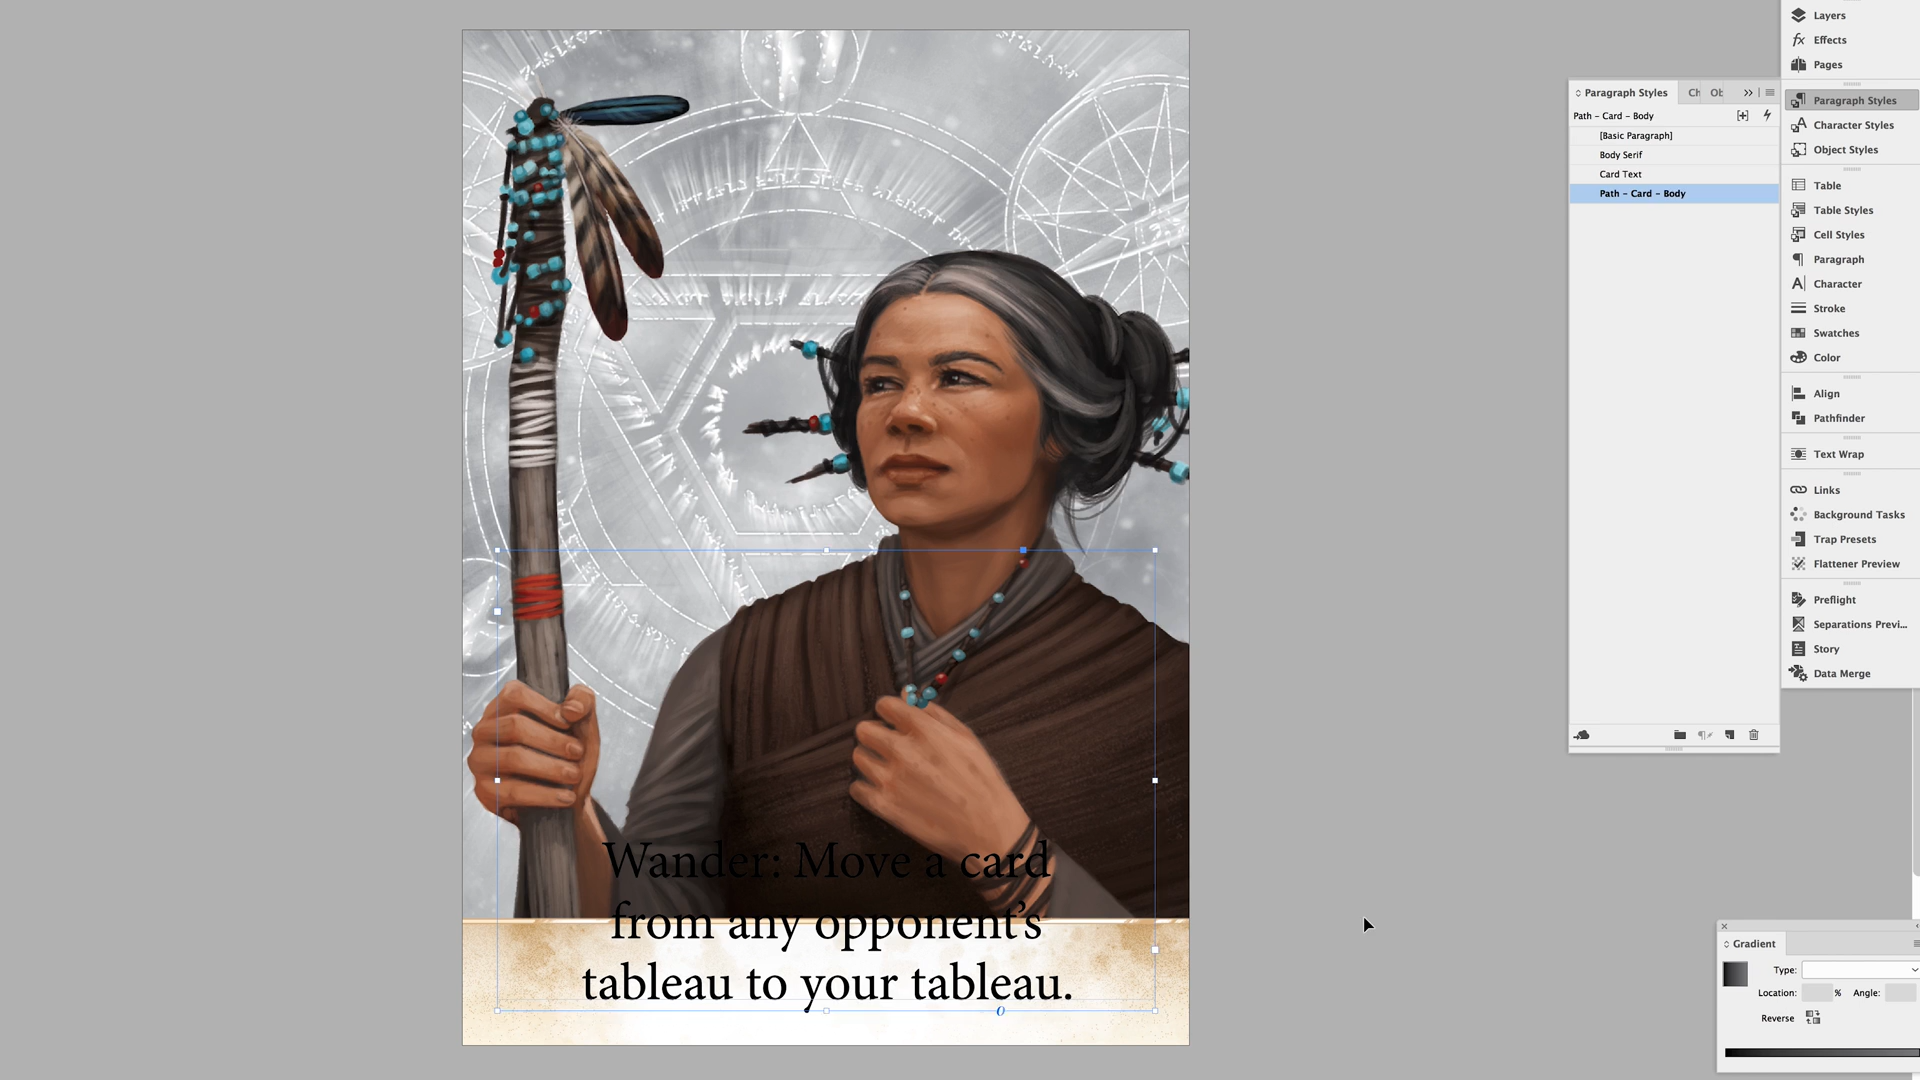 Wander: Move a card
from any opponent’s
tableau to your tableau.
Paragraph Styles
Ch
Ob
Path – Card – Body
[Basic Paragraph]
Body Serif
Card Text
Path – Card – Body
Layers
Effects
Pages
Paragraph Styles
Character Styles
Object Styles
Table
Table Styles
Cell Styles
Paragraph
Character
Stroke
Swatches
Color
Align
Pathfinder
Text Wrap
Links
Background Tasks
Trap Presets
Flattener Preview
Preflight
Separations Previ...
Story
Data Merge
Gradient
Type:
Location: % Angle:
Reverse